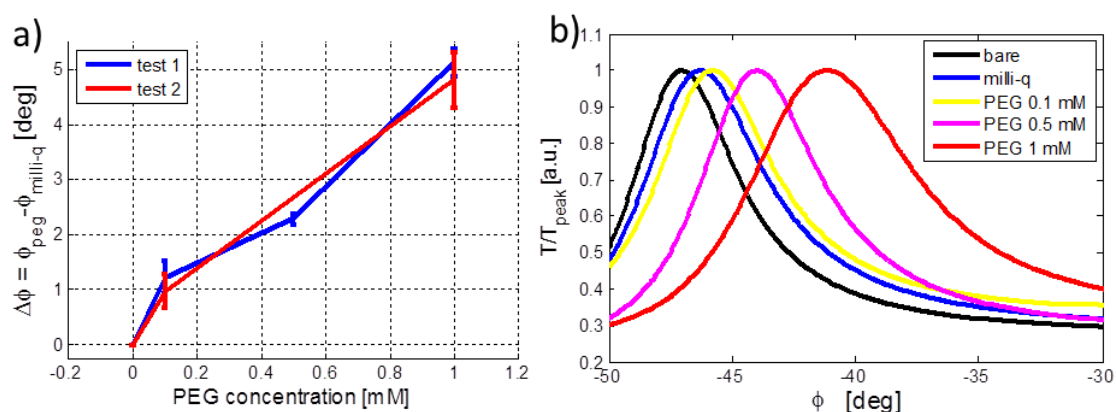 a)
test 1
test 2
Δϕ = ϕpeg-ϕmilli-q [deg]
5
4
3
2
1
0
-0.2 0 0.2 0.4 0.6 0.8 1 1.2
PEG concentration [mM]
b)
bare
milli-q
PEG 0.1 mM
PEG 0.5 mM
PEG 1 mM
T/Tpeak [a.u.]
1.1
1
0.9
0.8
0.7
0.6
0.5
0.4
0.3
0.2
-50 -45 -40 -35 -30
ϕ [deg]